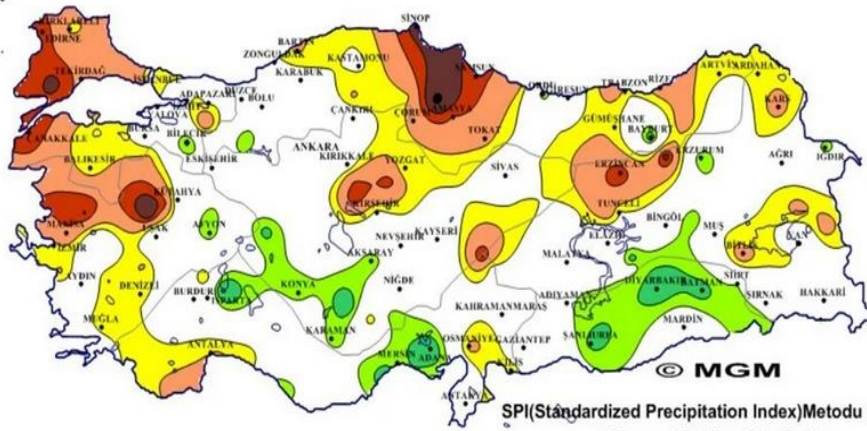 SİNOP
KIRKLARELİ
EDİRNE
BARTIN
ZONGULDAK
KASTAMONU
SAMSUN
ARTVİN
ARDAHAN
TEKİRDAĞ
İSTANBUL
KARABUK
ORDU
GİRESUN
TRABZON
RİZE
ADAPAZARI
DÜZCE
BOLU
YALOVA
ÇANKIRI
ÇORUM
AMASYA
GÜMÜŞHANE
KARS
ÇANAKKALE
BURSA
BİLECİK
TOKAT
BAYBURT
BALIKESİR
ANKARA
ESKİŞEHİR
KIRIKKALE
YOZGAT
SİVAS
ERZİNCAN
ERZURUM
AĞRI
IĞDIR
KÜTAHYA
KIRŞEHİR
TUNCELİ
MANİSA
UŞAK
AFYON
BİNGÖL
MUŞ
İZMİR
NEVŞEHİR
KAYSERİ
ELAZIĞ
BİTLİS
VAN
AKSARAY
MALATYA
AYDIN
DENİZLİ
BURDUR
ISPARTA
KONYA
NİĞDE
DİYARBAKIR
BATMAN
SİİRT
ŞIRNAK
HAKKARİ
KAHRAMANMARAŞ
ADIYAMAN
MUĞLA
KARAMAN
MARDİN
ANTALYA
MERSİN
ADANA
OSMANİYE
GAZİANTEP
ŞANLIURFA
KİLİS
© MGM
ANTAKYA
SPI(Standardized Precipitation Index)Metodu